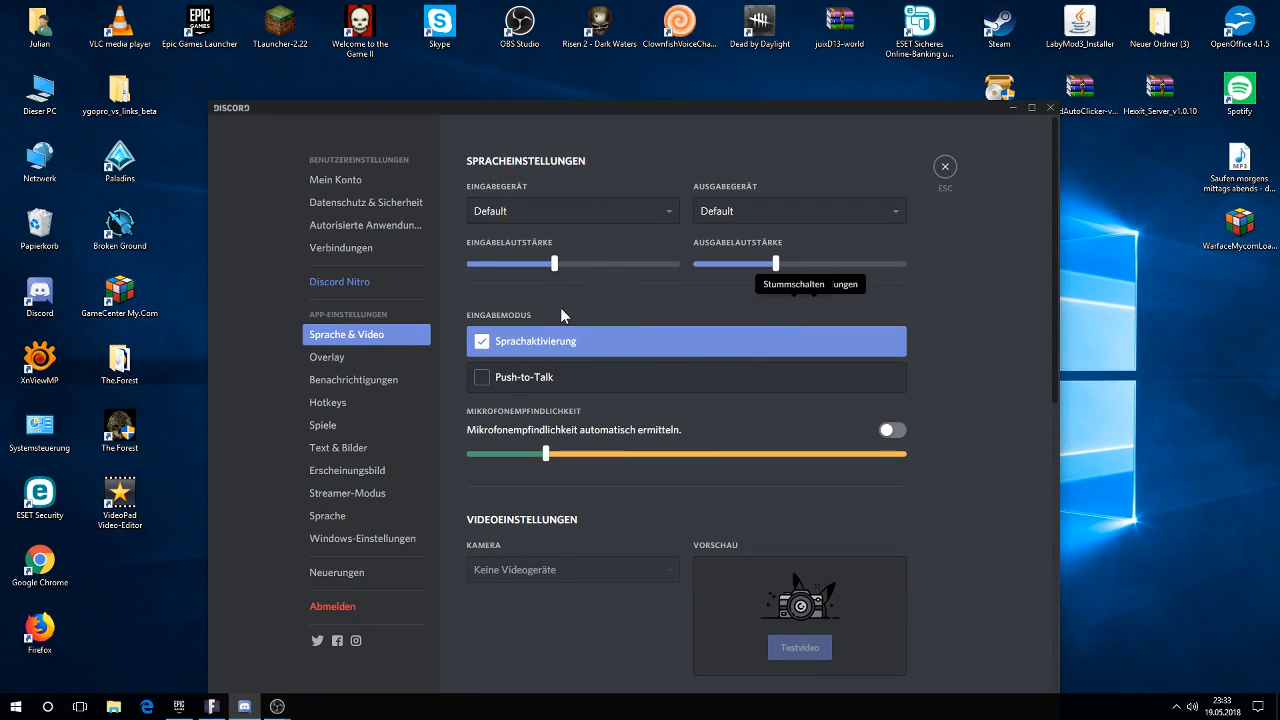 Julian
VLC media player
Epic Games Launcher
TLauncher-2.22
Welcome to the Game II
Skype
OBS Studio
Risen 2 - Dark Waters
ClownfishVoiceCha...
Dead by Daylight
juixD13-world
ESET Sicheres Online-Banking u...
Steam
LabyMod3_Installer
Neuer Ordner (3)
OpenOffice 4.1.5
Dieser PC
ygopro_vs_links_beta
dAutoClicker-v...
Hexxit_Server_v1.0.10
Spotify
Netzwerk
Paladins
Saufen morgens mittags abends - d...
Papierkorb
Broken Ground
WarfaceMycomLoa...
Discord
GameCenter My.Com
XnViewMP
The.Forest
Systemsteuerung
The Forest
ESET Security
VideoPad Video-Editor
Google Chrome
Firefox
DISCORD
BENUTZEREINSTELLUNGEN
Mein Konto
Datenschutz & Sicherheit
Autorisierte Anwendun...
Verbindungen
Discord Nitro
APP-EINSTELLUNGEN
Sprache & Video
Overlay
Benachrichtigungen
Hotkeys
Spiele
Text & Bilder
Erscheinungsbild
Streamer-Modus
Sprache
Windows-Einstellungen
Neuerungen
Abmelden
SPRACHEINSTELLUNGEN
EINGABEGERÄT
AUSGABEGERÄT
Default
Default
EINGABELAUTSTÄRKE
AUSGABELAUTSTÄRKE
Stummschalten
lungen
EINGABEMODUS
Sprachaktivierung
Push-to-Talk
MIKROFONEMPFINDLICHKEIT
Mikrofonempfindlichkeit automatisch ermitteln.
VIDEOEINSTELLUNGEN
KAMERA
VORSCHAU
Keine Videogeräte
Testvideo
ESC
23:33
19.05.2018